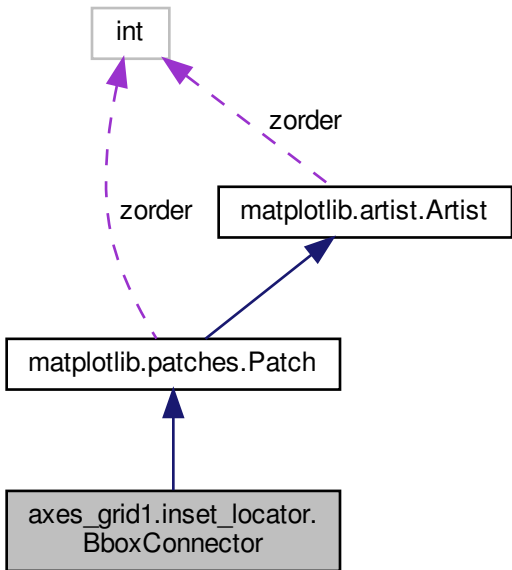 int
zorder
matplotlib.artist.Artist
zorder
matplotlib.patches.Patch
axes_grid1.inset_locator.
BboxConnector